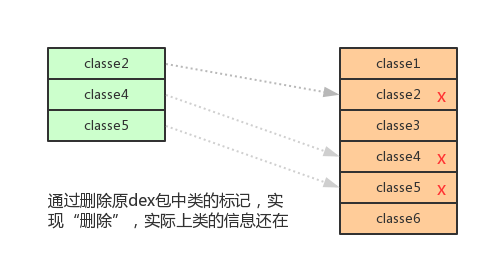 classe2
classe4
classe5
classe1
classe2 X
classe3
classe4 X
classe5 X
classe6
通过删除原dex包中类的标记，实
现“删除”，实际上类的信息还在